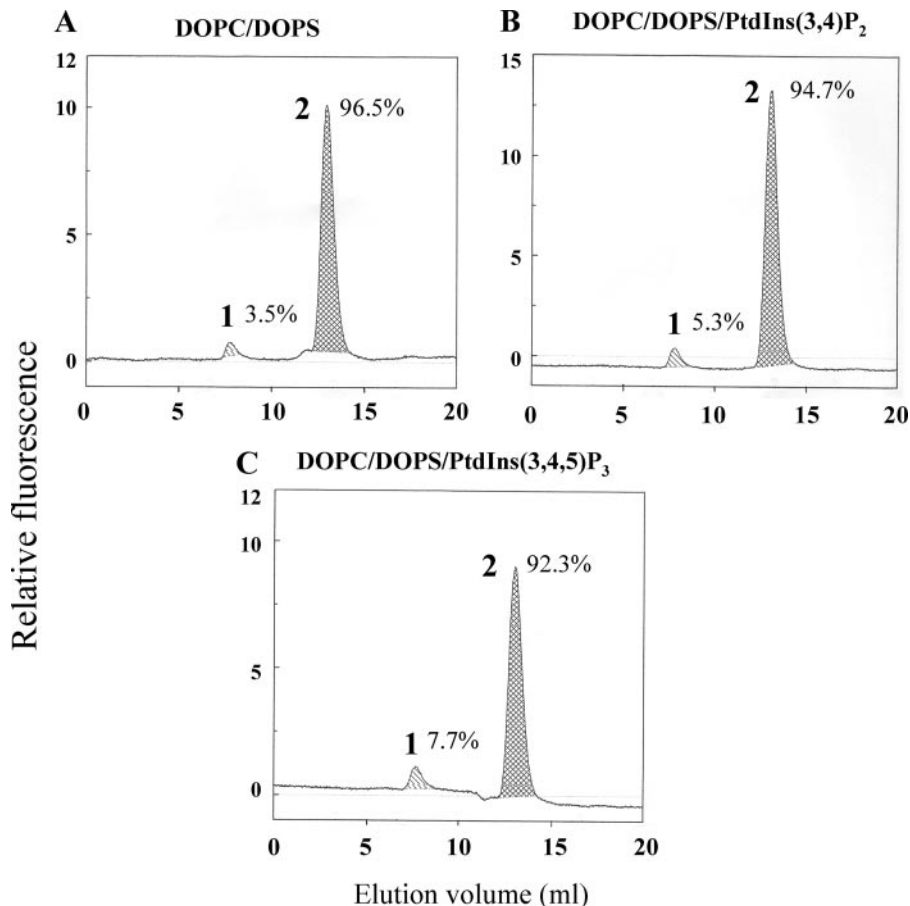 A
DOPC/DOPS
12
10
5
0
2 96.5%
1 3.5%
0 5 10 15 20
B
DOPC/DOPS/PtdIns(3,4)P₂
15
10
5
0
2 94.7%
1 5.3%
0 5 10 15 20
C DOPC/DOPS/PtdIns(3,4,5)P₃
12
10
5
0
2 92.3%
1 7.7%
0 5 10 15 20
Relative fluorescence
Elution volume (ml)